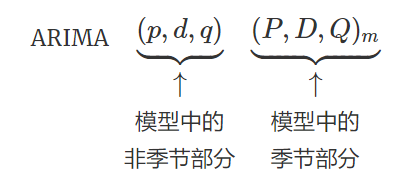 ARIMA (p, d, q) (P, D, Q)m
↑ ↑
模型中的 模型中的
非季节部分 季节部分